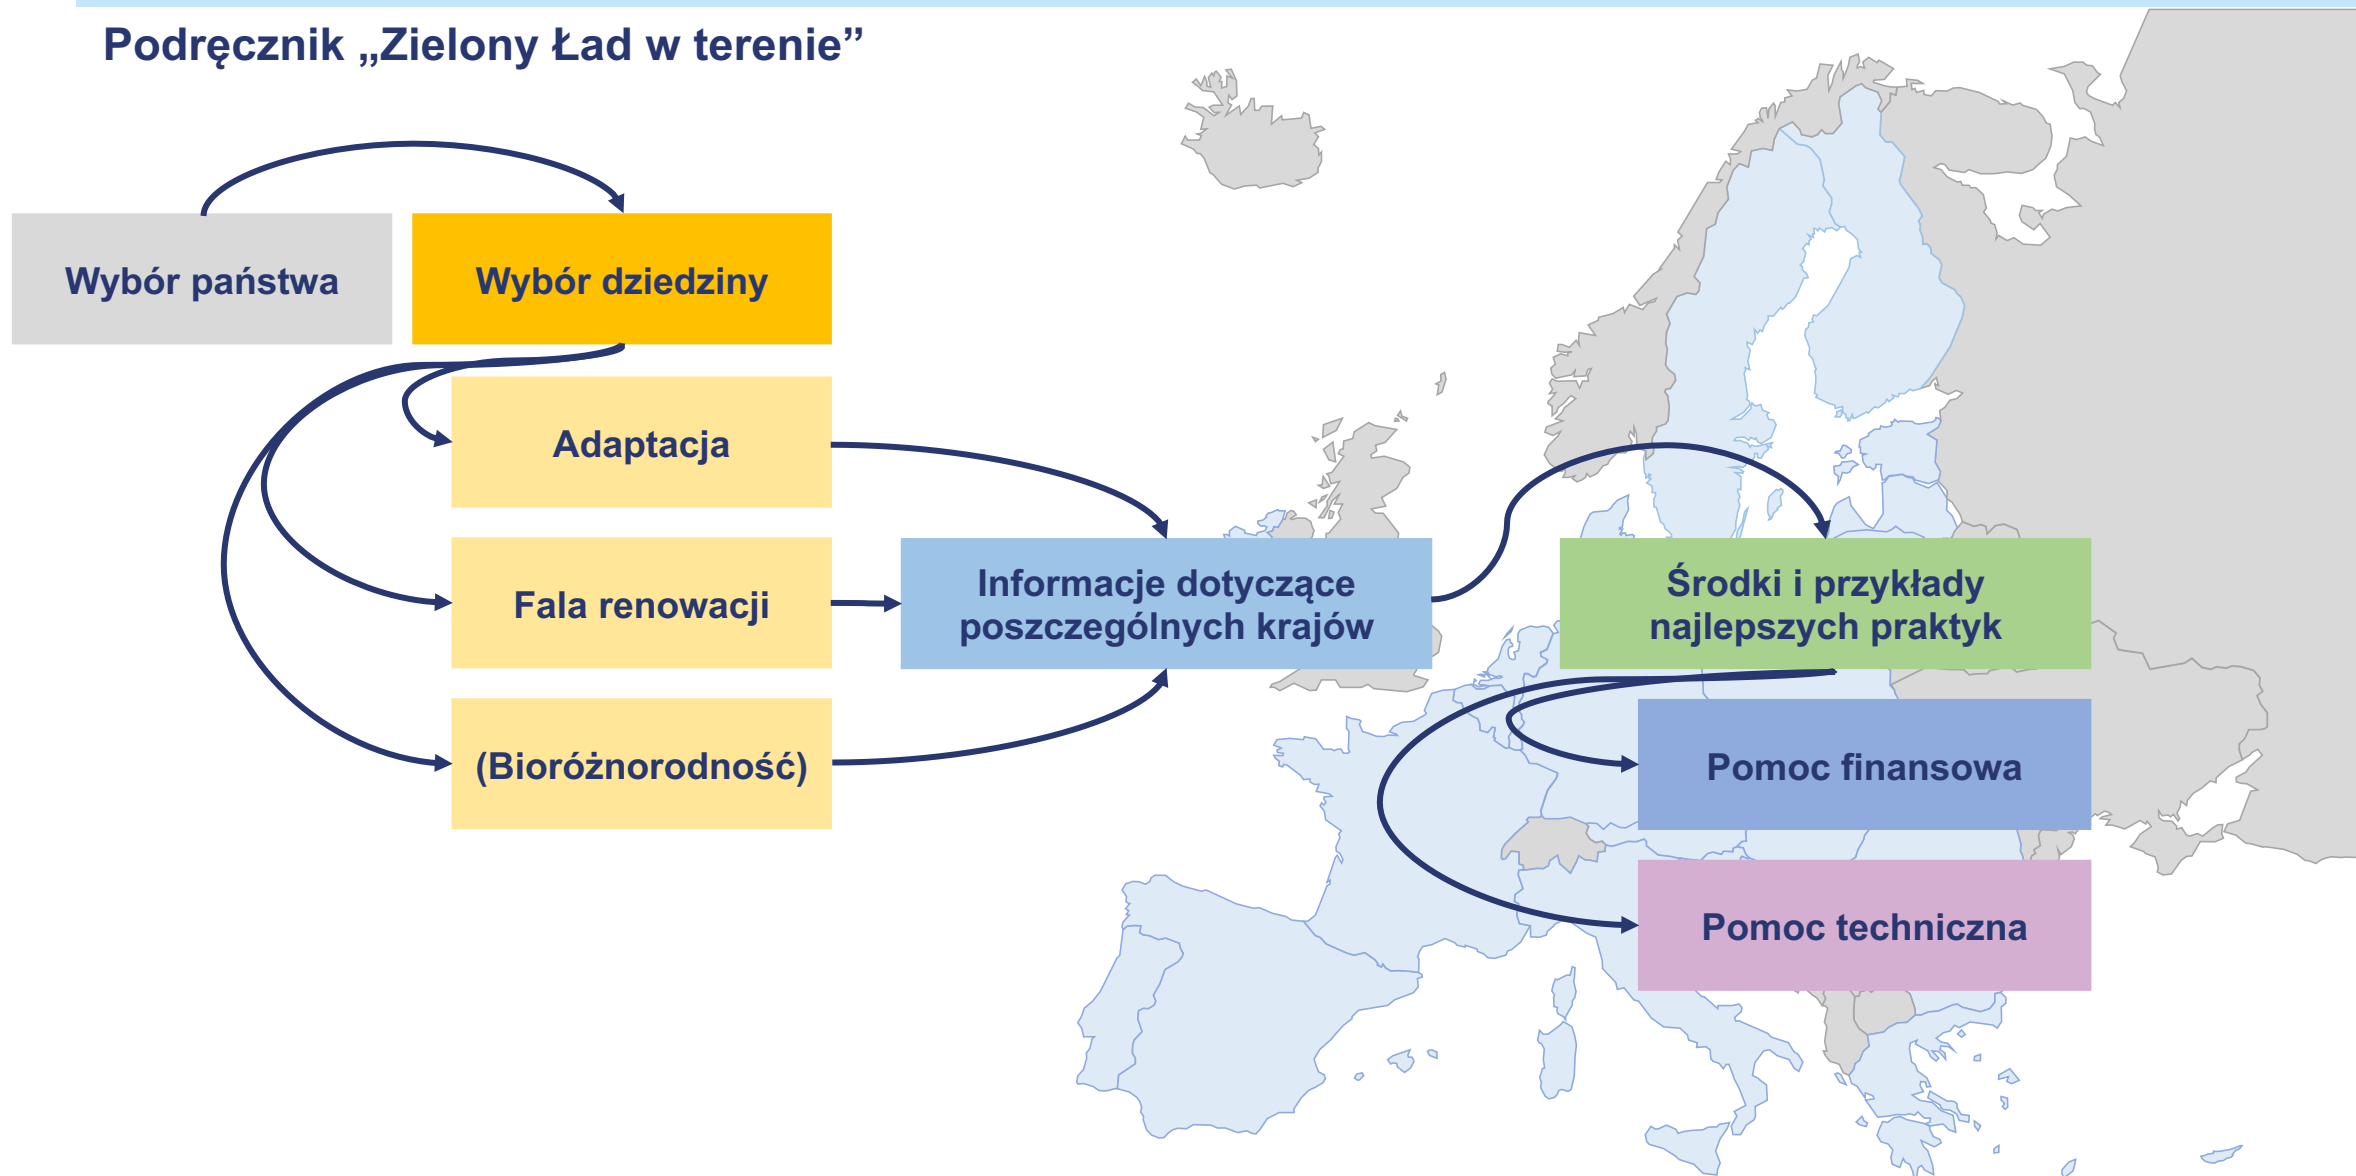 Podręcznik „Zielony Ład w terenie”
Wybór państwa
Wybór dziedziny
Adaptacja
Fala renowacji
(Bioróżnorodność)
Informacje dotyczące
poszczególnych krajów
Środki i przykłady
najlepszych praktyk
Pomoc finansowa
Pomoc techniczna